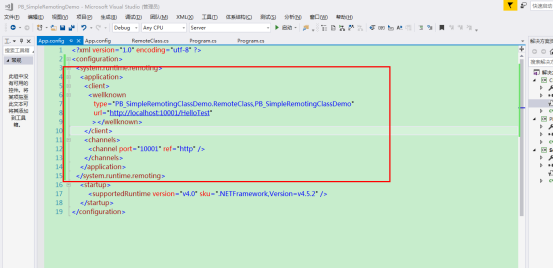 PB_SimpleRemotingDemo - Microsoft Visual Studio (管理员)
文件(F) 编辑(E) 视图(V) 项目(P) 生成(B) 调试(D) 团队(M) XML(X) 工具(T) 体系结构(C) 测试(S) 分析(N) 窗口(W) 帮助(H)
Debug Any CPU Server 启动
App.config App.config RemoteClass.cs Program.cs Program.cs
搜索工具箱
常规
此组中没有可用的控件。将某项拖至此文本可将其添加到工具箱。
1 <?xml version="1.0" encoding="utf-8" ?>
2 <configuration>
3 <system.runtime.remoting>
4 <application>
5 <client>
6 <wellknown
7 type="PB_SimpleRemotingClassDemo.RemoteClass,PB_SimpleRemotingClassDemo"
8 url="http://localhost:10001/HelloTest"
9 ></wellknown>
10 </client>
11 <channels>
12 <channel port="10001" ref="http" />
13 </channels>
14 </application>
15 </system.runtime.remoting>
16 <startup>
17 <supportedRuntime version="v4.0" sku=".NETFramework,Version=v4.5.2" />
18 </startup>
19 </configuration>
快速启动
解决方案资
搜索解决方